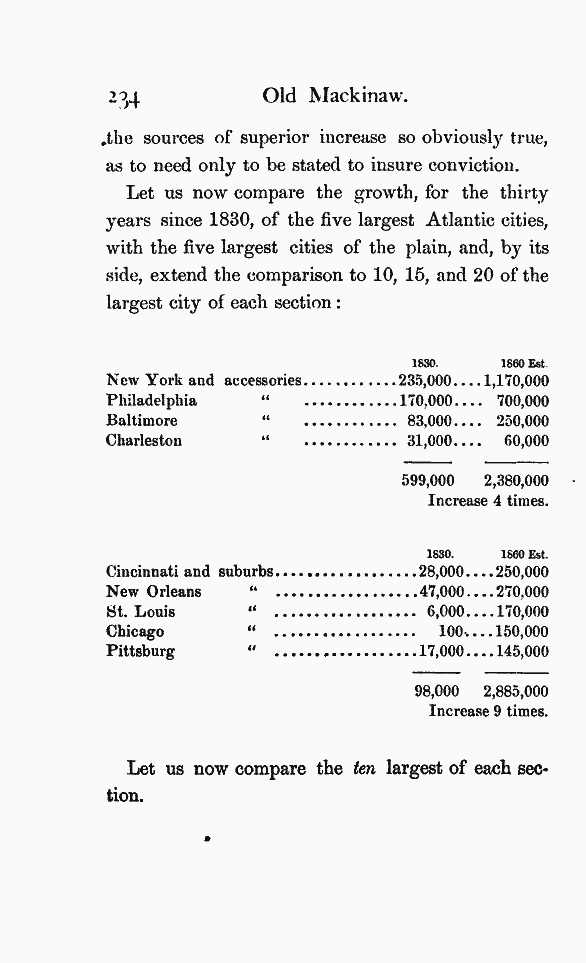 234 Old Mackinaw.
the sources of superior increase so obviously true,
as to need only to be stated to insure conviction.
Let us now compare the growth, for the thirty
years since 1830, of the five largest Atlantic cities,
with the five largest cities of the plain, and, by its
side, extend the comparison to 10, 15, and 20 of the
largest city of each section :
1830. 1860 Est.
New York and accessories............235,000....1,170,000
Philadelphia “ ............170,000.... 700,000
Baltimore “ ............ 83,000.... 250,000
Charleston “ ............ 31,000.... 60,000
599,000 2,380,000
Increase 4 times.
1830. 1860 Est.
Cincinnati and suburbs..................28,000....250,000
New Orleans “ ..................47,000....270,000
St. Louis “ .................. 6,000....170,000
Chicago “ .................. 100....150,000
Pittsburg “ ..................17,000....145,000
98,000 2,885,000
Increase 9 times.
Let us now compare the ten largest of each sec-
tion.